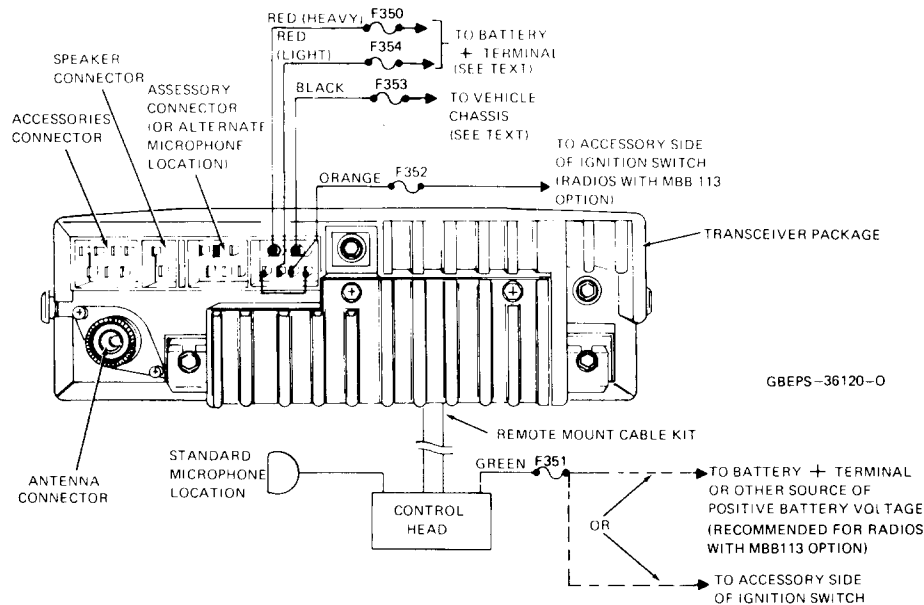 RED (HEAVY)
F350
RED
(LIGHT)
F354
TO BATTERY
+ TERMINAL
(SEE TEXT)
BLACK
F353
TO VEHICLE
CHASSIS
(SEE TEXT)
SPEAKER
CONNECTOR
ASSESSORY
CONNECTOR
(OR ALTERNATE
MICROPHONE
LOCATION)
ACCESSORIES
CONNECTOR
ORANGE
F352
TO ACCESSORY SIDE
OF IGNITION SWITCH
(RADIOS WITH MBB 113
OPTION)
TRANSCEIVER PACKAGE
GBEPS-36120-O
REMOTE MOUNT CABLE KIT
ANTENNA
CONNECTOR
STANDARD
MICROPHONE
LOCATION
GREEN
F351
CONTROL
HEAD
OR
TO BATTERY + TERMINAL
OR OTHER SOURCE OF
POSITIVE BATTERY VOLTAGE
(RECOMMENDED FOR RADIOS
WITH MBB113 OPTION)
TO ACCESSORY SIDE
OF IGNITION SWITCH